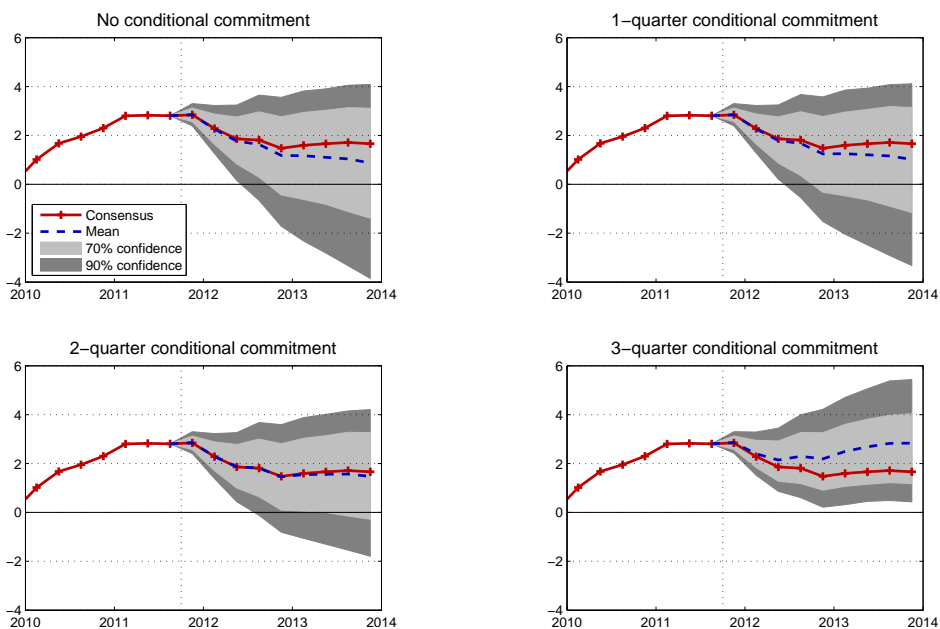 No conditional commitment
6
4
2
0
−2
−4
Consensus
Mean
70% confidence
90% confidence
2010 2011 2012 2013 2014
1−quarter conditional commitment
6
4
2
0
−2
−4
2010 2011 2012 2013 2014
2−quarter conditional commitment
6
4
2
0
−2
−4
2010 2011 2012 2013 2014
3−quarter conditional commitment
6
4
2
0
−2
−4
2010 2011 2012 2013 2014